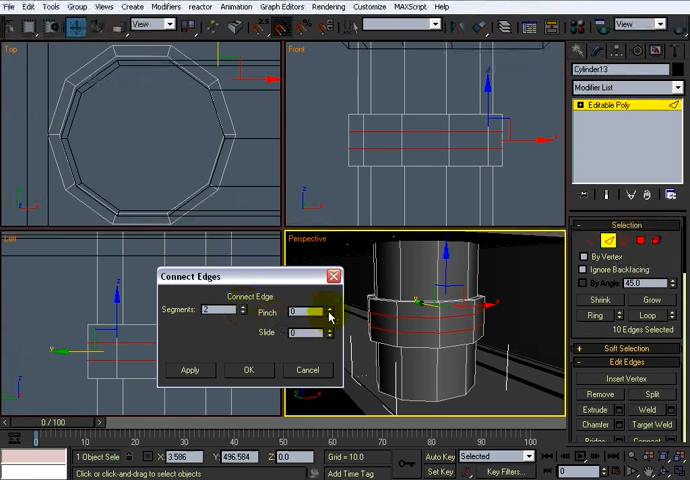 File Edit Tools Group Views Create Modifiers reactor Animation Graph Editors Rendering Customize MAXScript Help
View
View
Top
Front
Cylinder13
Modifier List
Editable Poly
Perspective
Connect Edges
Connect Edge
Segments: 2
Pinch 0
Slide 0
Apply OK Cancel
Selection
By Vertex
Ignore Backfacing
By Angle: 45.0
Shrink Grow
Ring Loop
10 Edges Selected
Soft Selection
Edit Edges
Insert Vertex
Remove Split
Extrude Weld
Chamfer Target Weld
0 / 100
0 10 20 30 40 50 60 70 80 90 100
1 Object Sele X 3.586 Y 496.584 Z 0.0 Grid = 10.0
Auto Key Selected
Click or click-and-drag to select objects Add Time Tag
Set Key Key Filters...
0